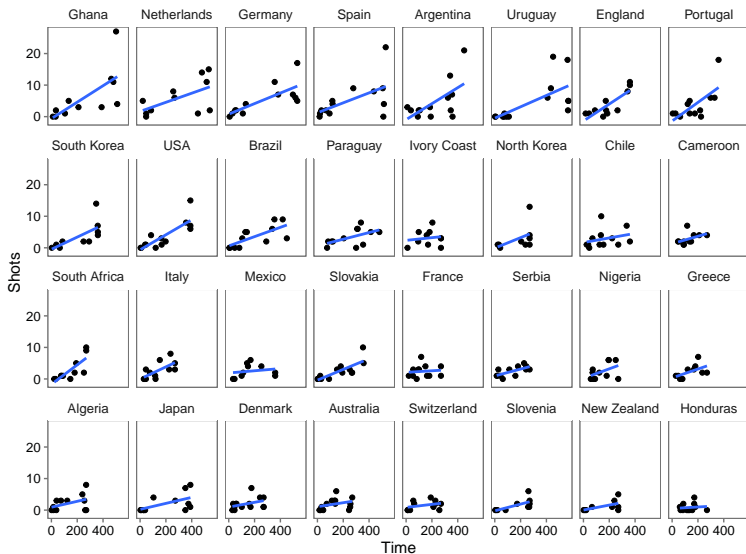 Ghana Netherlands Germany Spain Argentina Uruguay England Portugal
20
10
0
South Korea USA Brazil Paraguay Ivory Coast North Korea Chile Cameroon
20
10
0
Shots
South Africa Italy Mexico Slovakia France Serbia Nigeria Greece
20
10
0
Algeria Japan Denmark Australia Switzerland Slovenia New Zealand Honduras
20
10
0
0 200 400 0 200 400 0 200 400 0 200 400 0 200 400 0 200 400 0 200 400 0 200 400
Time